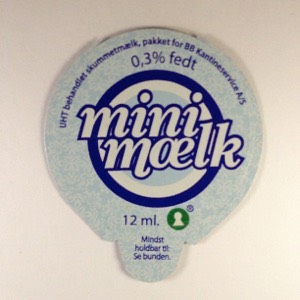 UHT behandlet skummetmælk, pakket for BB Kantineservice A/S
0,3% fedt
mini
mælk
12 ml.
®
Mindst
holdbar til:
Se bunden.